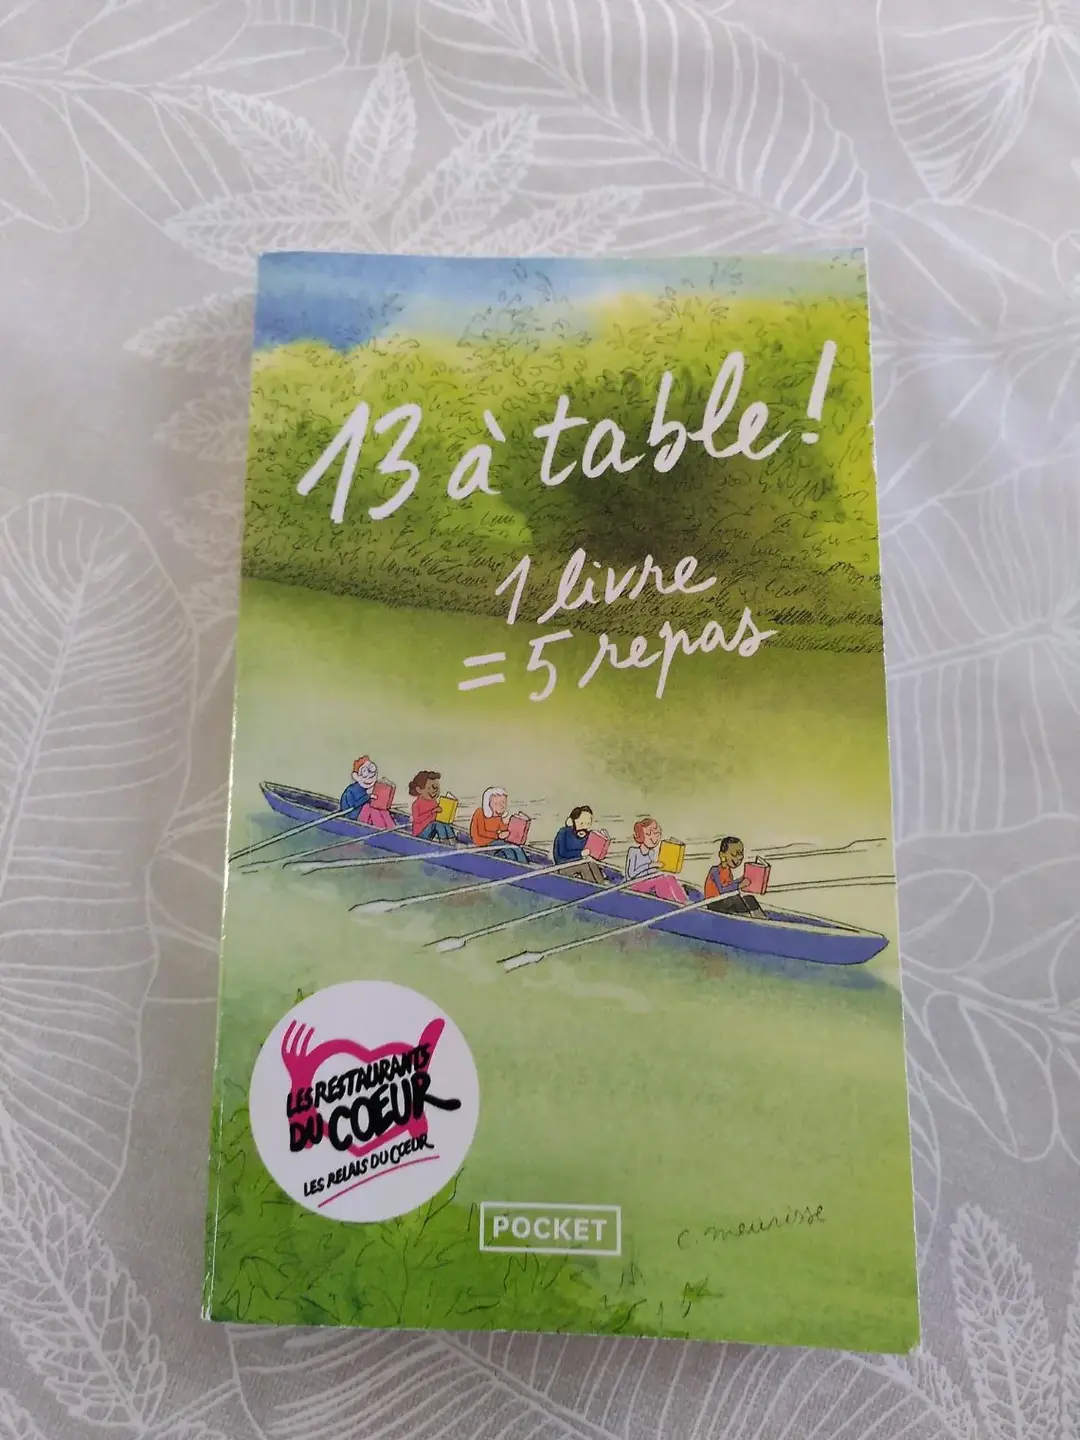 13 à table!
1 livre
= 5 repas
LES RESTAURANTS
DU COEUR
LES RELAIS DU COEUR
POCKET
C. meurisse